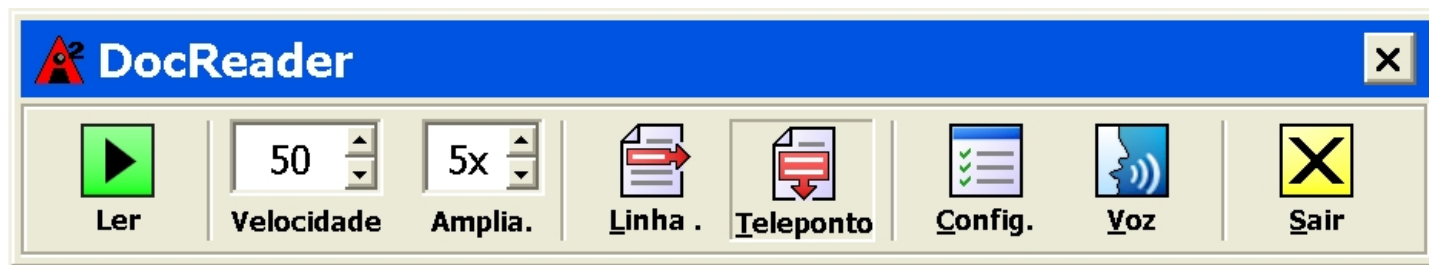 DocReader
50 5x
Ler Velocidade Amplia. Linha . Teleponto Config. Voz Sair